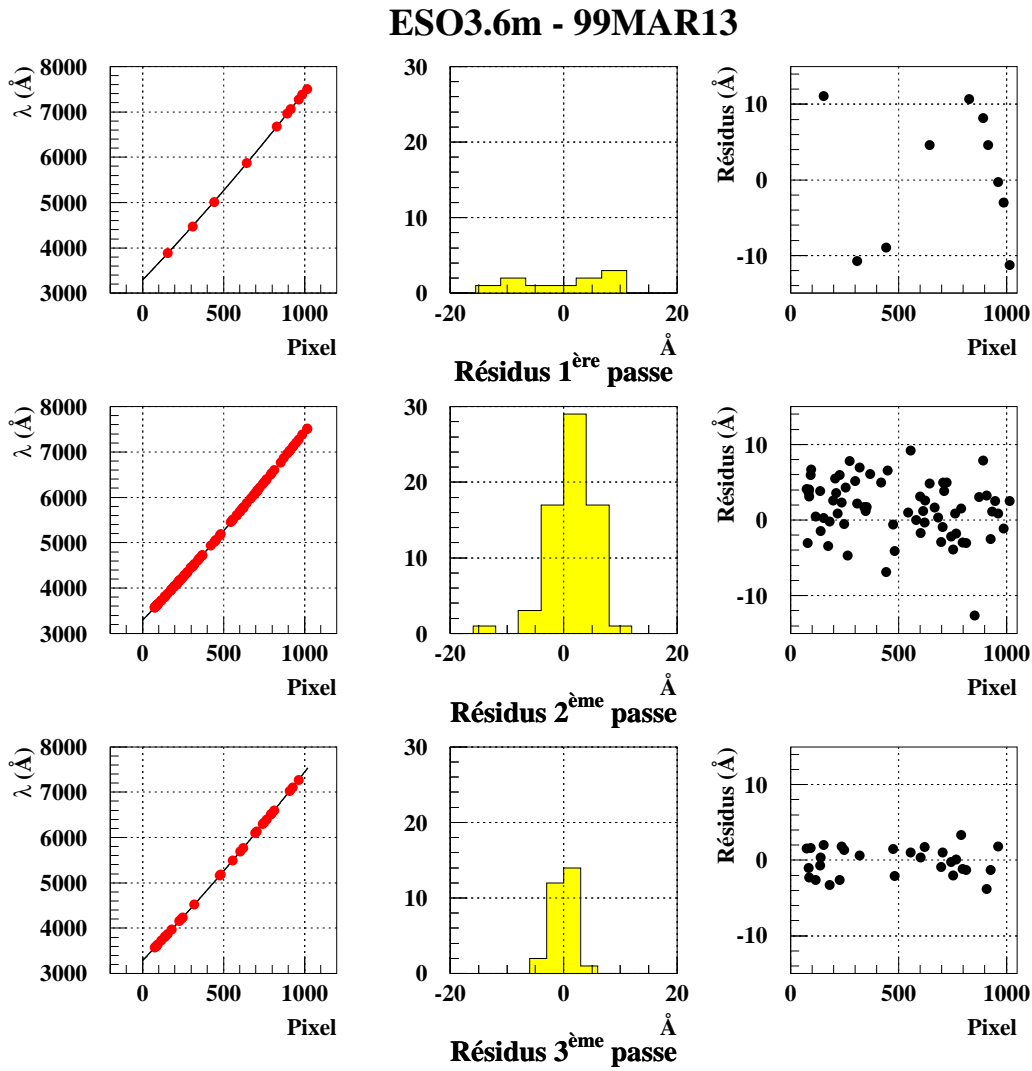 ESO3.6m - 99MAR13
λ (Å)
8000
7000
6000
5000
4000
3000
0 500 1000
Pixel
30
20
10
0
-20 0 20
Å
Résidus 1ère passe
Résidus (Å)
10
0
-10
0 500 1000
Pixel
λ (Å)
8000
7000
6000
5000
4000
3000
0 500 1000
Pixel
30
20
10
0
-20 0 20
Å
Résidus 2ème passe
Résidus (Å)
10
0
-10
0 500 1000
Pixel
λ (Å)
8000
7000
6000
5000
4000
3000
0 500 1000
Pixel
30
20
10
0
-20 0 20
Å
Résidus 3ème passe
Résidus (Å)
10
0
-10
0 500 1000
Pixel